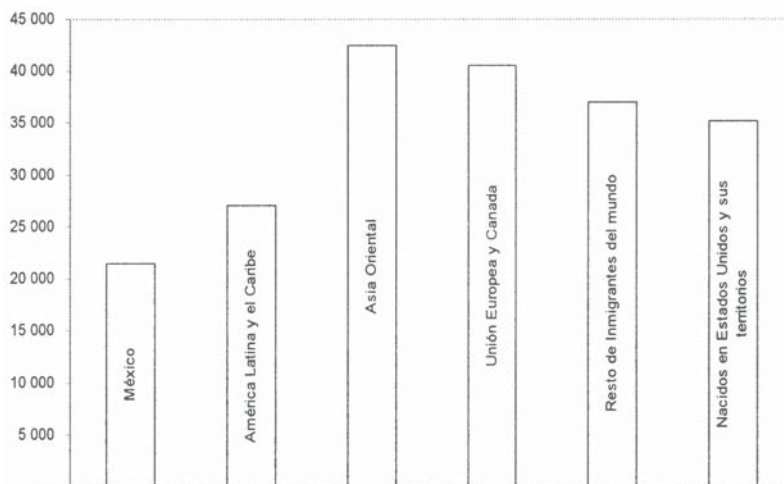 45 000
40 000
35 000
30 000
25 000
20 000
15 000
10 000
5 000
México
América Latina y el Caribe
Asia Oriental
Unión Europea y Canada
Resto de Inmigrantes del mundo
Nacidos en Estados Unidos y sus
territorios